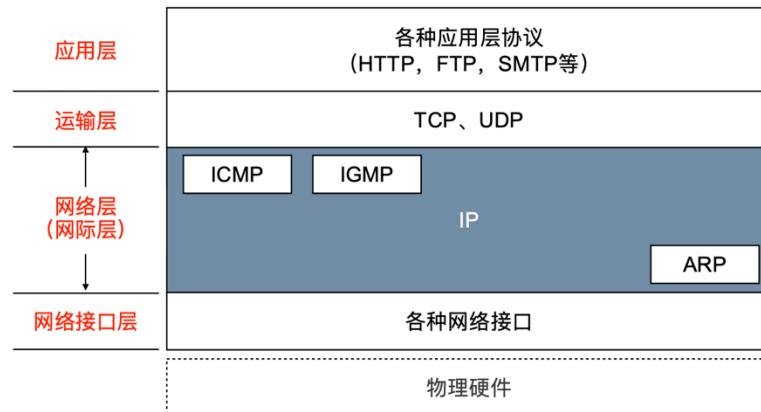 应用层
各种应用层协议
（HTTP，FTP，SMTP等）
运输层
TCP、UDP
网络层
（网际层）
ICMP
IGMP
IP
ARP
网络接口层
各种网络接口
物理硬件